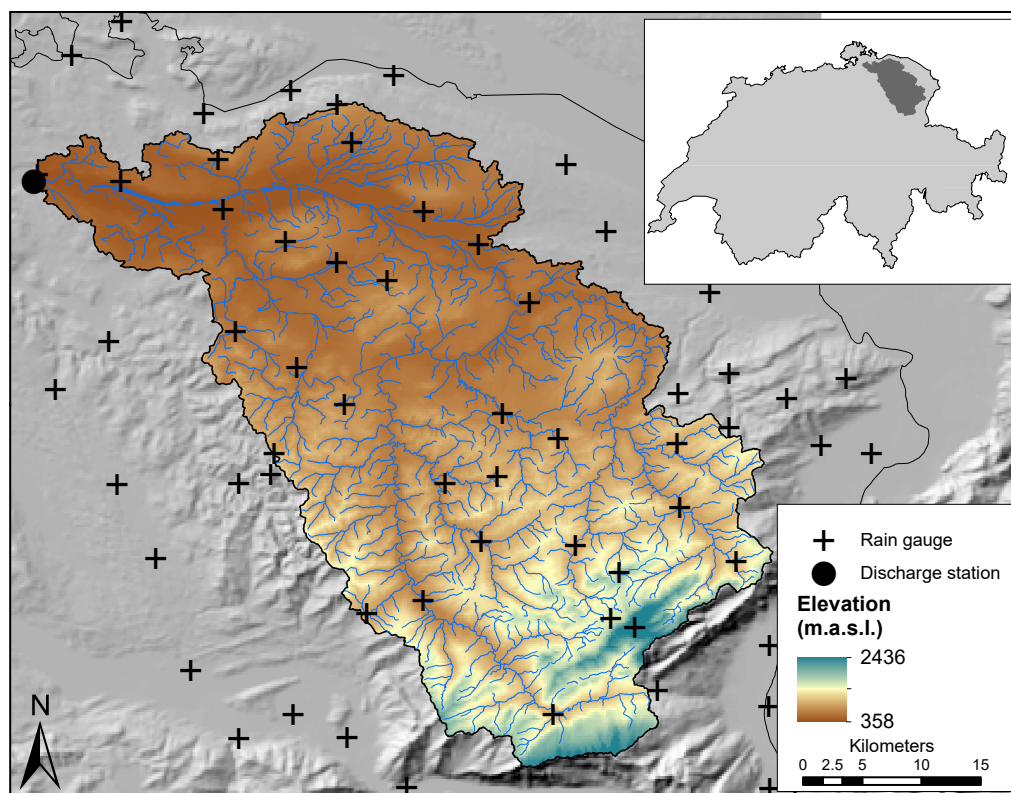 N
Rain gauge
Discharge station
Elevation
(m.a.s.l.)
2436
358
Kilometers
0 2.5 5 10 15